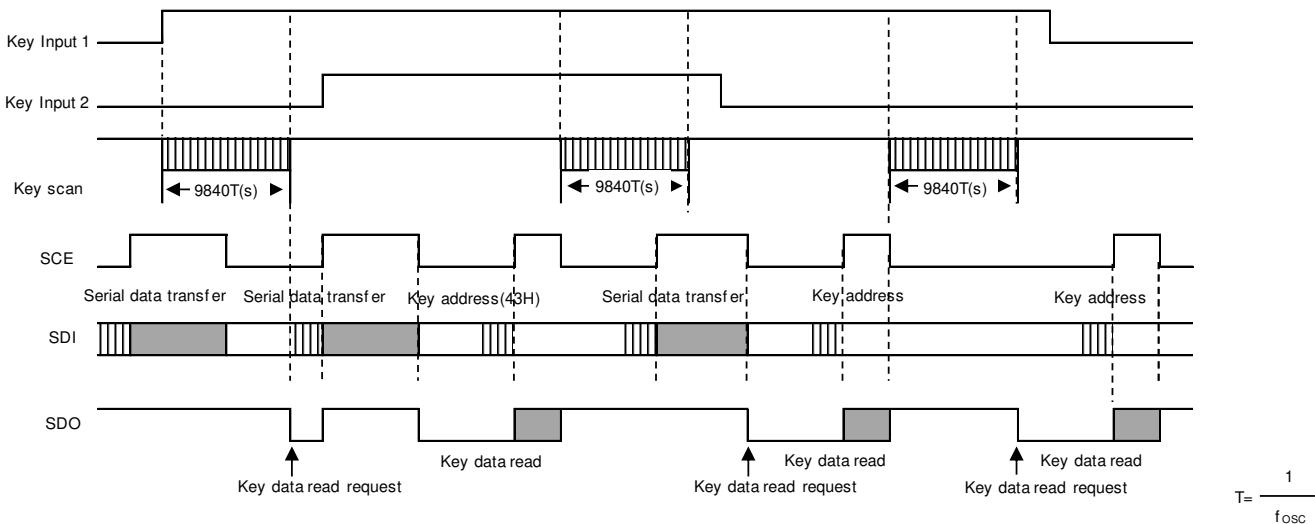 Key Input 1
Key Input 2
Key scan
9840T(s) 9840T(s) 9840T(s)
SCE
Serial data transfer Serial data transfer Key address(43H) Serial data transfer Key address Key address
SDI
SDO
Key data read Key data read Key data read
Key data read request Key data read request Key data read request
T= 1
fOSC